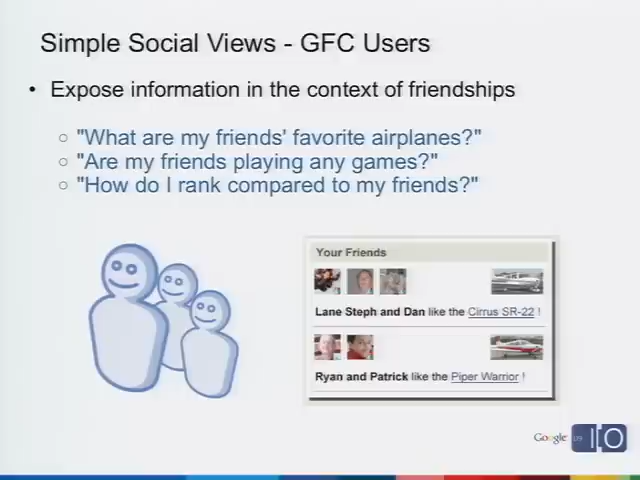 Simple Social Views - GFC Users
• Expose information in the context of friendships
○ "What are my friends' favorite airplanes?"
○ "Are my friends playing any games?"
○ "How do I rank compared to my friends?"
Your Friends
Lane Steph and Dan like the Cirrus SR-22 !
Ryan and Patrick like the Piper Warrior !
Google IO